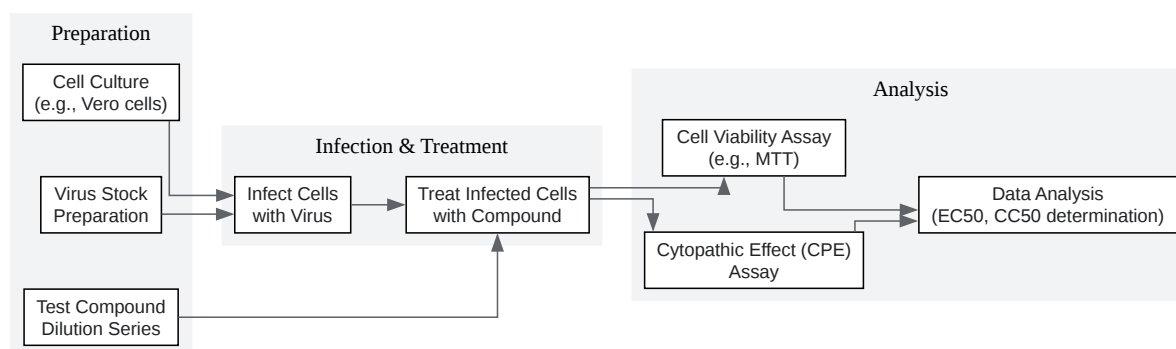 Preparation
Cell Culture
(e.g., Vero cells)
Virus Stock
Preparation
Test Compound
Dilution Series
Infection & Treatment
Infect Cells
with Virus
Treat Infected Cells
with Compound
Analysis
Cell Viability Assay
(e.g., MTT)
Cytopathic Effect (CPE)
Assay
Data Analysis
(EC50, CC50 determination)